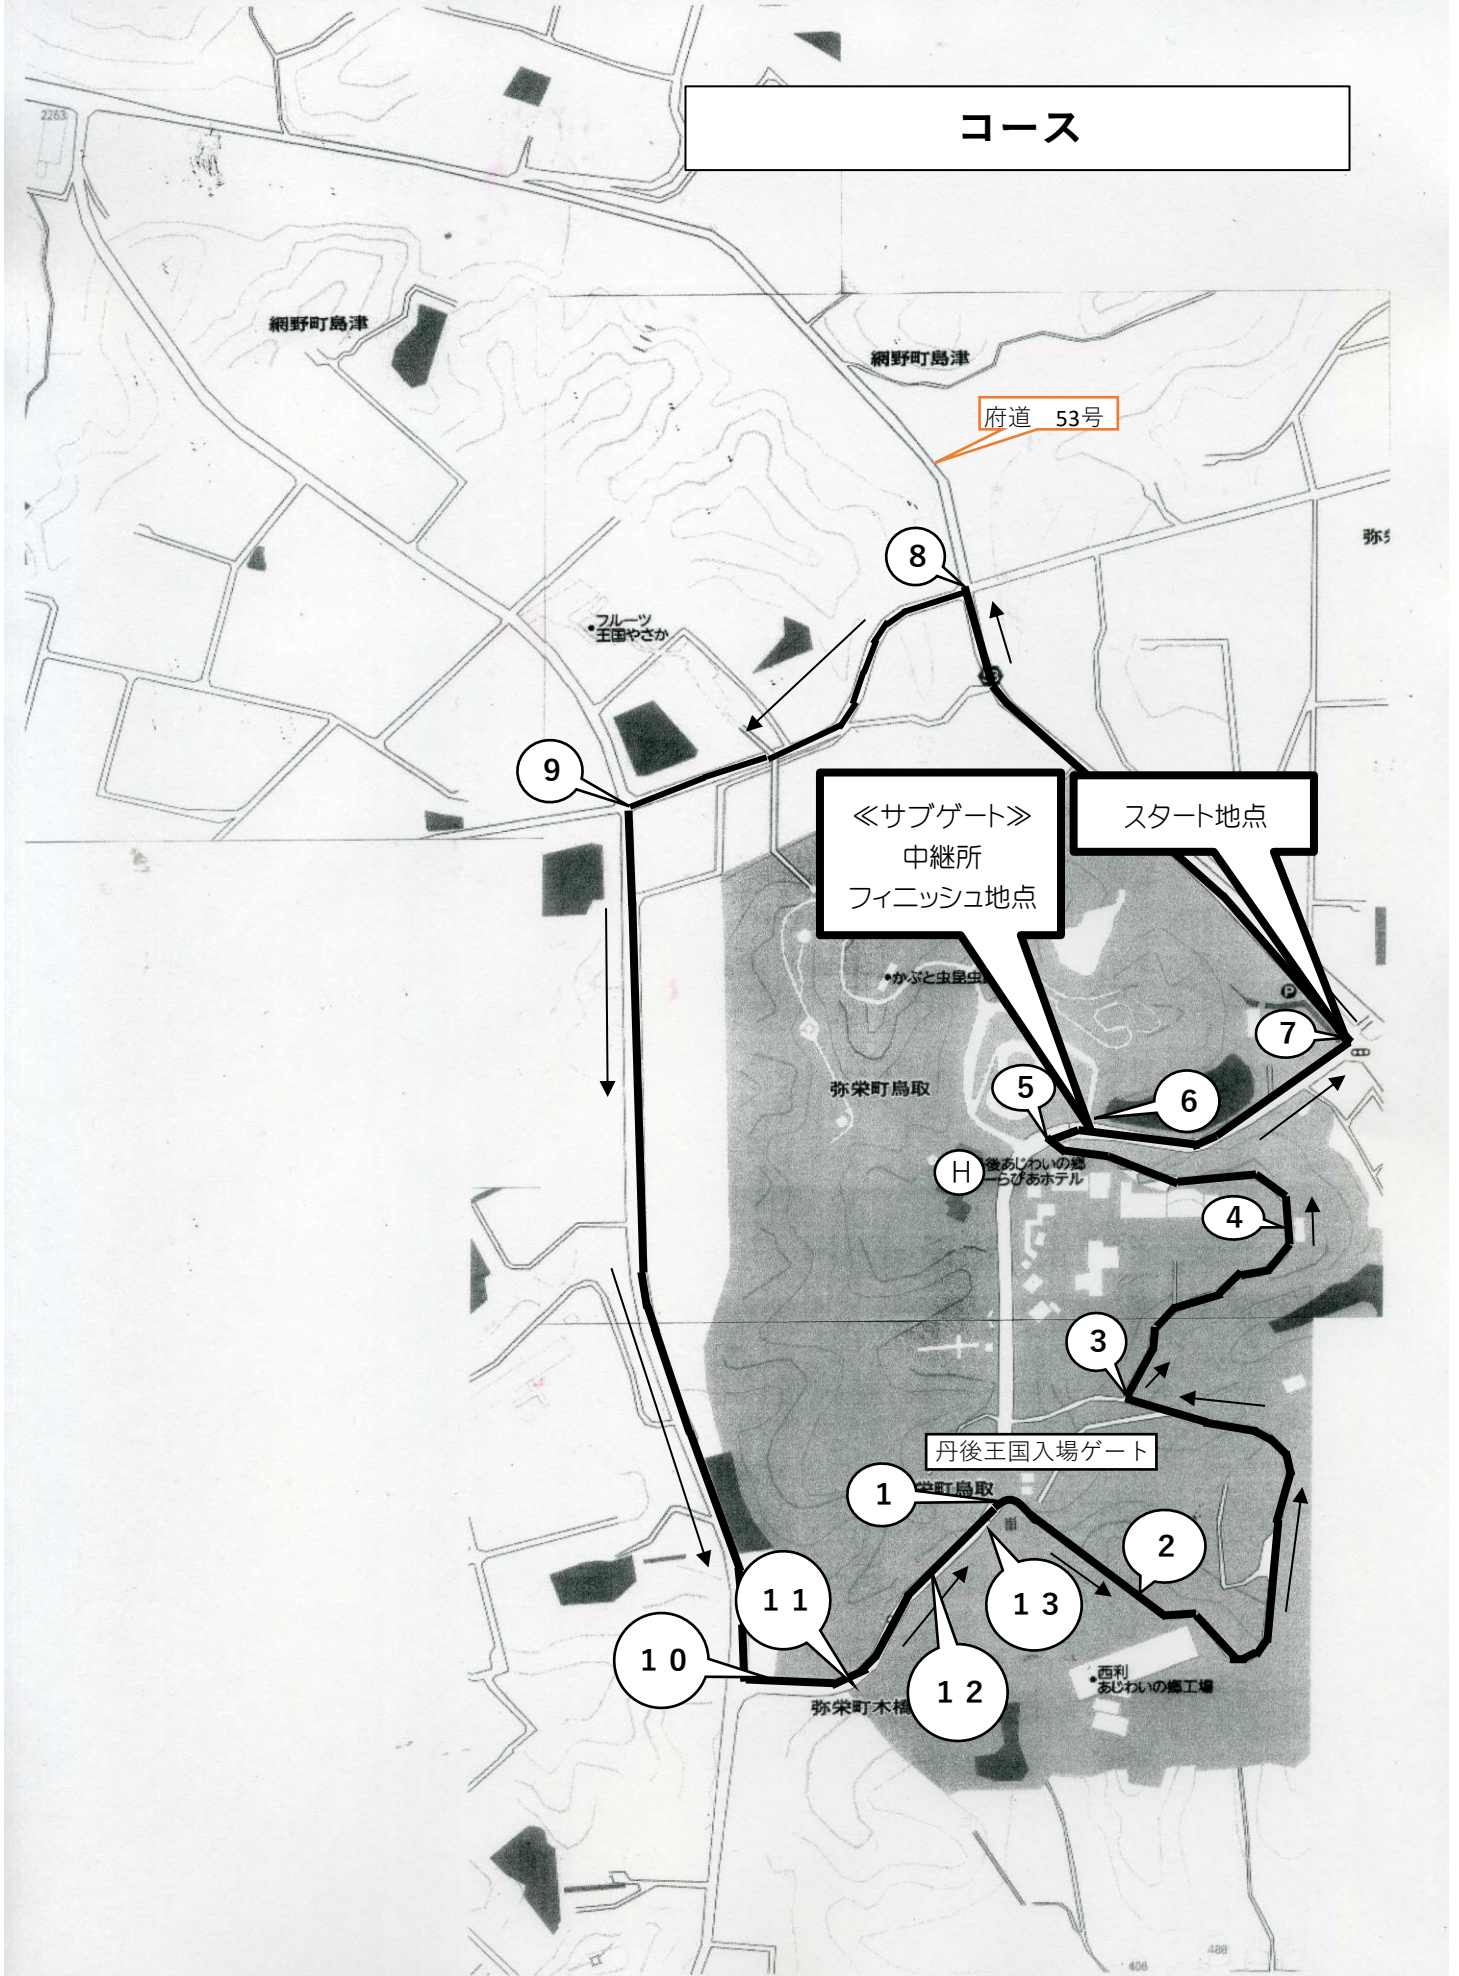 コース
2263
網野町島津
網野町島津
府道　53号
弥
8
フルーツ
王国やさか
9
≪サブゲート≫
中継所
フィニッシュ地点
スタート地点
かぶと虫昆虫
P
7
5
6
弥栄町鳥取
H
後あじわいの郷
ーらぴあホテル
4
3
丹後王国入場ゲート
1
栄町鳥取
2
11
13
10
12
西利
あじわいの郷工場
弥栄町木橋
408